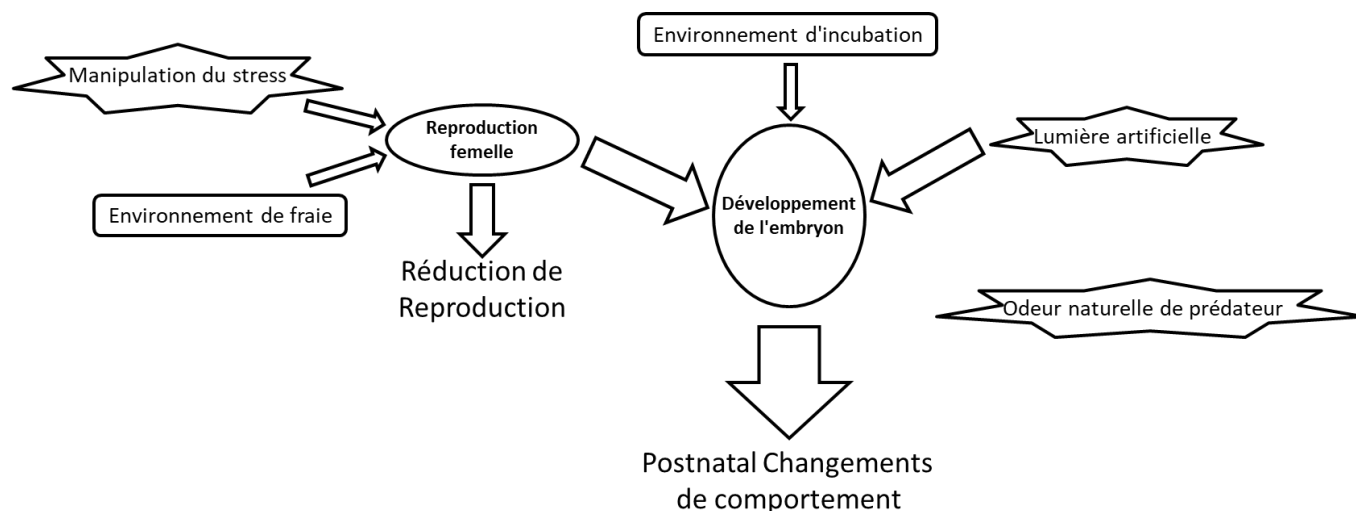 Environnement d'incubation
Manipulation du stress
Reproduction
femelle
Lumière artificielle
Environnement de fraie
Développement
de l'embryon
Réduction de
Reproduction
Odeur naturelle de prédateur
Postnatal Changements
de comportement